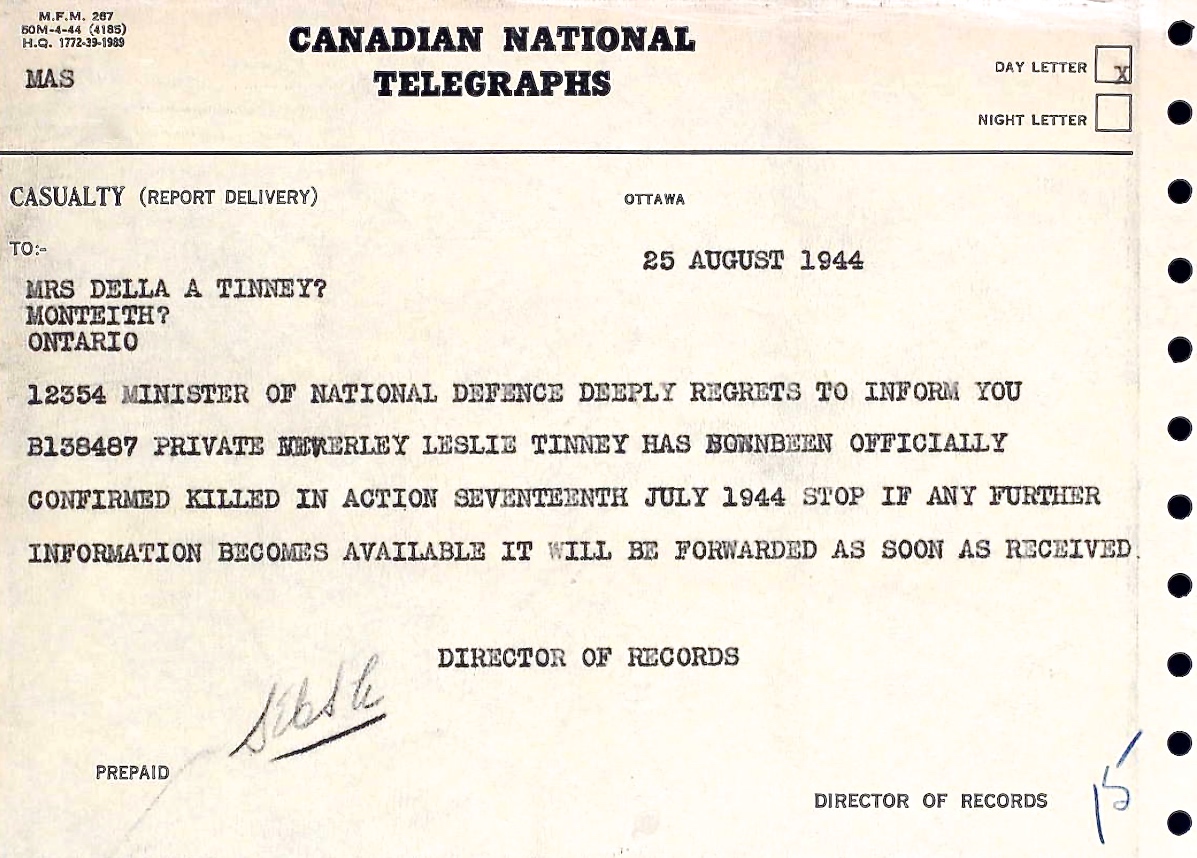 M.F.M. 267
50M-4-44 (4185)
H.Q. 1772-39-1989
MAS
CANADIAN NATIONAL
TELEGRAPHS
DAY LETTER X
NIGHT LETTER
CASUALTY (REPORT DELIVERY)
OTTAWA
TO:-
25 AUGUST 1944
MRS DELLA A TINNEY?
MONTEITH?
ONTARIO
12354 MINISTER OF NATIONAL DEFENCE DEEPLY REGRETS TO INFORM YOU
B138487 PRIVATE LESLIE TINNEY HAS OFFICIALLY
CONFIRMED KILLED IN ACTION SEVENTEENTH JULY 1944 STOP IF ANY FURTHER
INFORMATION BECOMES AVAILABLE IT WILL BE FORWARDED AS SOON AS RECEIVED.
DIRECTOR OF RECORDS
PREPAID
DIRECTOR OF RECORDS
15